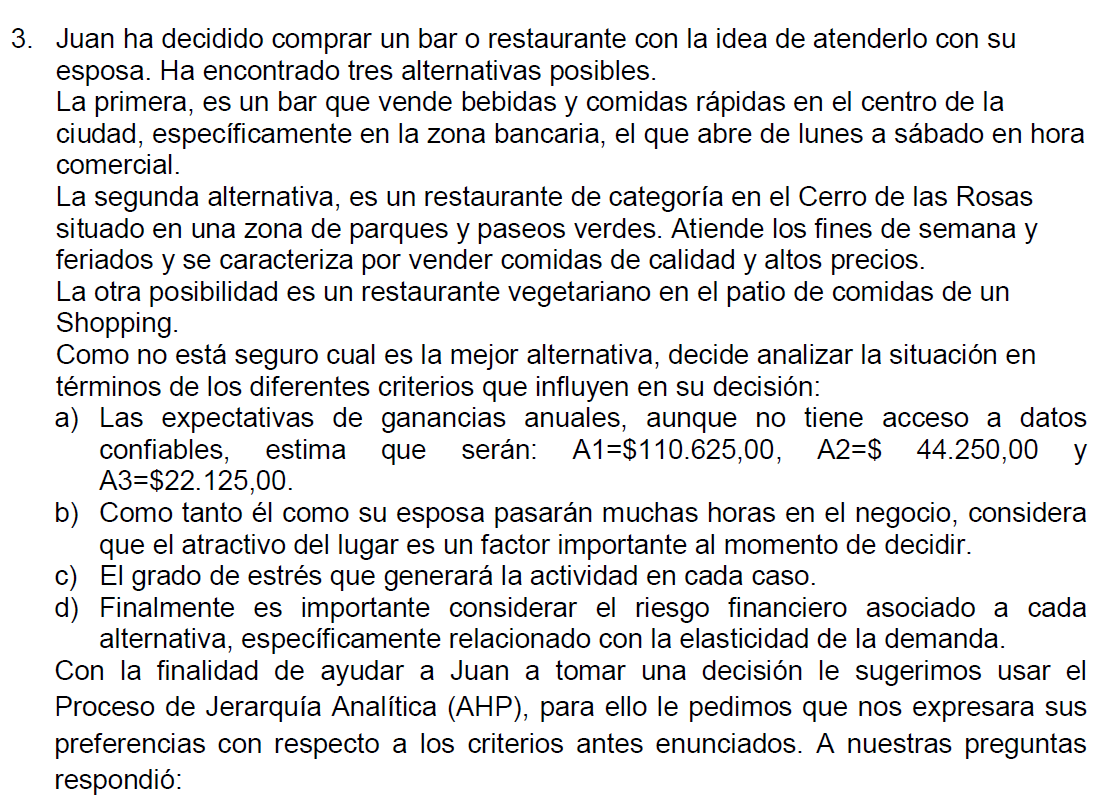 3. Juan ha decidido comprar un bar o restaurante con la idea de atenderlo con su
esposa. Ha encontrado tres alternativas posibles.
La primera, es un bar que vende bebidas y comidas rápidas en el centro de la
ciudad, específicamente en la zona bancaria, el que abre de lunes a sábado en hora
comercial.
La segunda alternativa, es un restaurante de categoría en el Cerro de las Rosas
situado en una zona de parques y paseos verdes. Atiende los fines de semana y
feriados y se caracteriza por vender comidas de calidad y altos precios.
La otra posibilidad es un restaurante vegetariano en el patio de comidas de un
Shopping.
Como no está seguro cual es la mejor alternativa, decide analizar la situación en
términos de los diferentes criterios que influyen en su decisión:
a) Las expectativas de ganancias anuales, aunque no tiene acceso a datos
confiables, estima que serán: A1=$110.625,00, A2=$ 44.250,00 y
A3=$22.125,00.
b) Como tanto él como su esposa pasarán muchas horas en el negocio, considera
que el atractivo del lugar es un factor importante al momento de decidir.
c) El grado de estrés que generará la actividad en cada caso.
d) Finalmente es importante considerar el riesgo financiero asociado a cada
alternativa, específicamente relacionado con la elasticidad de la demanda.
Con la finalidad de ayudar a Juan a tomar una decisión le sugerimos usar el
Proceso de Jerarquía Analítica (AHP), para ello le pedimos que nos expresara sus
preferencias con respecto a los criterios antes enunciados. A nuestras preguntas
respondió: